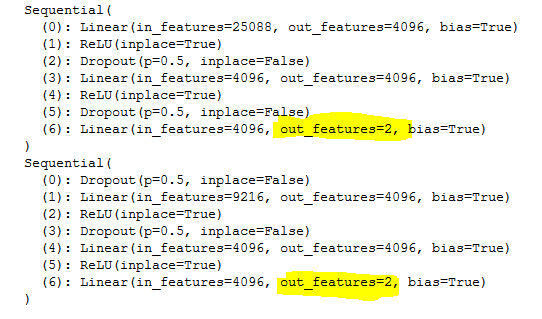 Sequential(
(0): Linear(in_features=25088, out_features=4096, bias=True)
(1): ReLU(inplace=True)
(2): Dropout(p=0.5, inplace=False)
(3): Linear(in_features=4096, out_features=4096, bias=True)
(4): ReLU(inplace=True)
(5): Dropout(p=0.5, inplace=False)
(6): Linear(in_features=4096, out_features=2, bias=True)
)
Sequential(
(0): Dropout(p=0.5, inplace=False)
(1): Linear(in_features=9216, out_features=4096, bias=True)
(2): ReLU(inplace=True)
(3): Dropout(p=0.5, inplace=False)
(4): Linear(in_features=4096, out_features=4096, bias=True)
(5): ReLU(inplace=True)
(6): Linear(in_features=4096, out_features=2, bias=True)
)